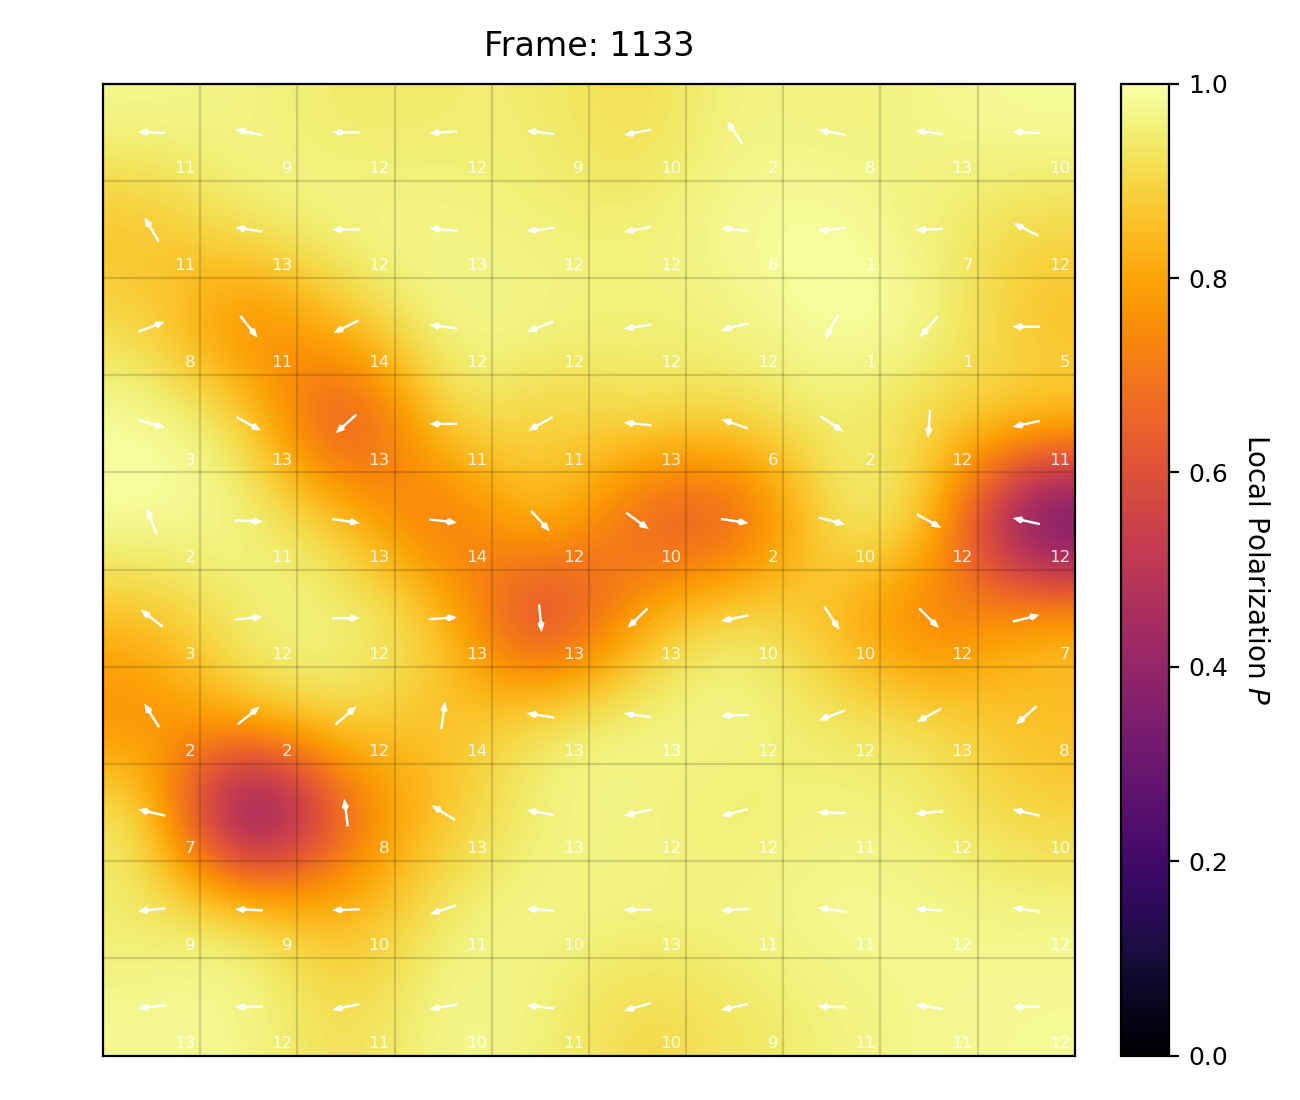 Frame: 1133
11 9 12 12 9 10 2 8 13 10
11 13 12 13 12 12 8 1 7 12
8 11 14 12 12 12 12 1 1 5
3 13 13 11 11 13 6 2 12 11
2 11 13 14 12 10 2 10 12 12
3 12 12 13 13 13 10 10 12 7
2 2 12 14 13 13 12 12 13 8
7 8 13 13 12 12 11 12 10
9 9 10 11 10 13 11 11 11 12
13 12 11 10 11 10 9 11 11 12
1.0
0.8
0.6
0.4
0.2
0.0
Local Polarization P